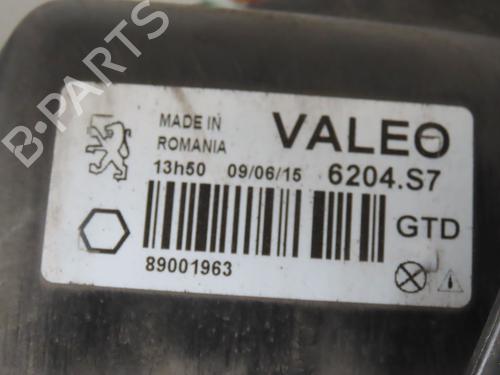 B-PARTS
MADE IN
ROMANIA
VALEO
13h50 09/06/15 6204.S7
GTD
89001963